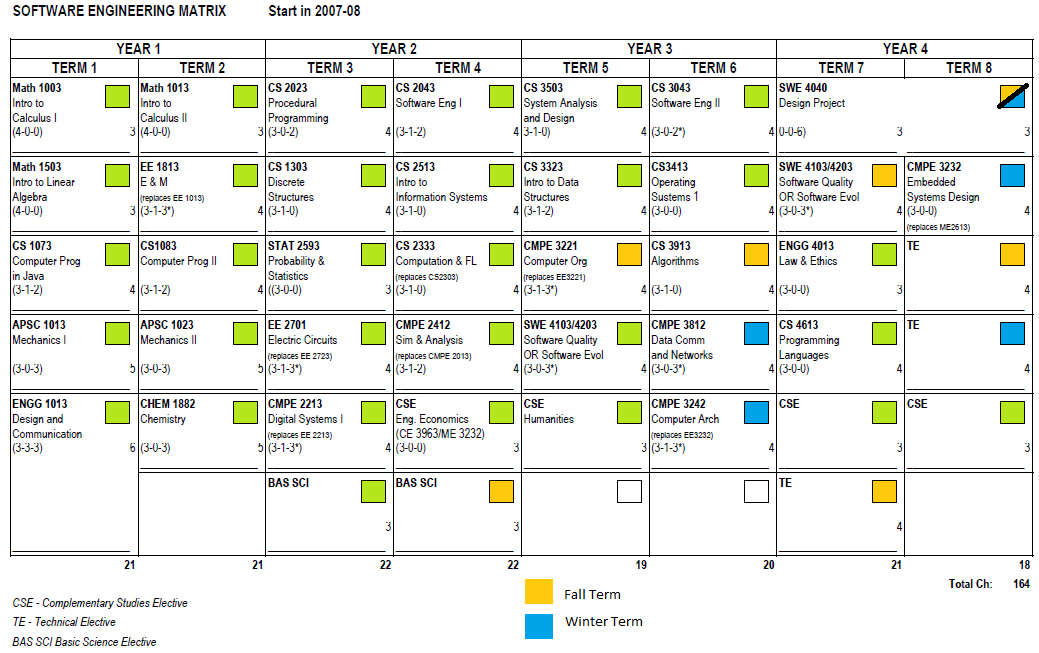 SOFTWARE ENGINEERING MATRIX
Start in 2007-08
YEAR 1
YEAR 2
YEAR 3
YEAR 4
TERM 1
TERM 2
TERM 3
TERM 4
TERM 5
TERM 6
TERM 7
TERM 8
Math 1003
Intro to
Calculus I
(4-0-0) 3
Math 1013
Intro to
Calculus II
(4-0-0) 3
CS 2023
Procedural
Programming
(3-0-2) 4
CS 2043
Software Eng I
(3-1-2) 4
CS 3503
System Analysis
and Design
3-1-0) 4
CS 3043
Software Eng II
(3-0-2*) 4
SWE 4040
Design Project
(0-0-6) 3
3
Math 1503
Intro to Linear
Algebra
(4-0-0) 3
EE 1813
E & M
(replaces EE 1013)
(3-1-3*) 4
CS 1303
Discrete
Structures
(3-1-0) 4
CS 2513
Intro to
Information Systems
(3-1-0) 4
CS 3323
Intro to Data
Structures
(3-1-2) 4
CS3413
Operating
Sustems 1
(3-0-0) 4
SWE 4103/4203
Software Quality
OR Software Evol
(3-0-3*) 4
CMPE 3232
Embedded
Systems Design
(3-0-0) 4
(replaces ME2613)
CS 1073
Computer Prog
in Java
(3-1-2) 4
CS1083
Computer Prog II
(3-1-2) 4
STAT 2593
Probability &
Statistics
((3-0-0) 3
CS 2333
Computation & FL
(replaces CS2303)
(3-1-0) 4
CMPE 3221
Computer Org
(replaces EE3221)
(3-1-3*) 4
CS 3913
Algorithms
(3-1-0) 4
ENGG 4013
Law & Ethics
(3-0-0) 3
TE
4
APSC 1013
Mechanics I
(3-0-3) 5
APSC 1023
Mechanics II
(3-0-3) 5
EE 2701
Electric Circuits
(replaces EE 2723)
(3-1-3*) 4
CMPE 2412
Sim & Analysis
(replaces CMPE 2013)
(3-1-2) 4
SWE 4103/4203
Software Quality
OR Software Evol
(3-0-3*) 4
CMPE 3812
Data Comm
and Networks
(3-0-3*) 4
CS 4613
Programming
Languages
(3-0-0) 4
TE
4
ENGG 1013
Design and
Communication
(3-3-3) 6
CHEM 1882
Chemistry
(3-0-3) 5
CMPE 2213
Digital Systems I
(replaces EE 2213)
(3-1-3*) 4
CSE
Eng. Economics
(CE 3963/ME 3232)
(3-0-0) 3
CSE
Humanities
3
CMPE 3242
Computer Arch
(replaces EE3232)
(3-1-3*) 4
CSE
3
CSE
3
BAS SCI
3
BAS SCI
3
TE
4
21
21
22
22
19
20
21
18
Total Ch: 164
Fall Term
Winter Term
CSE - Complementary Studies Elective
TE - Technical Elective
BAS SCI Basic Science Elective